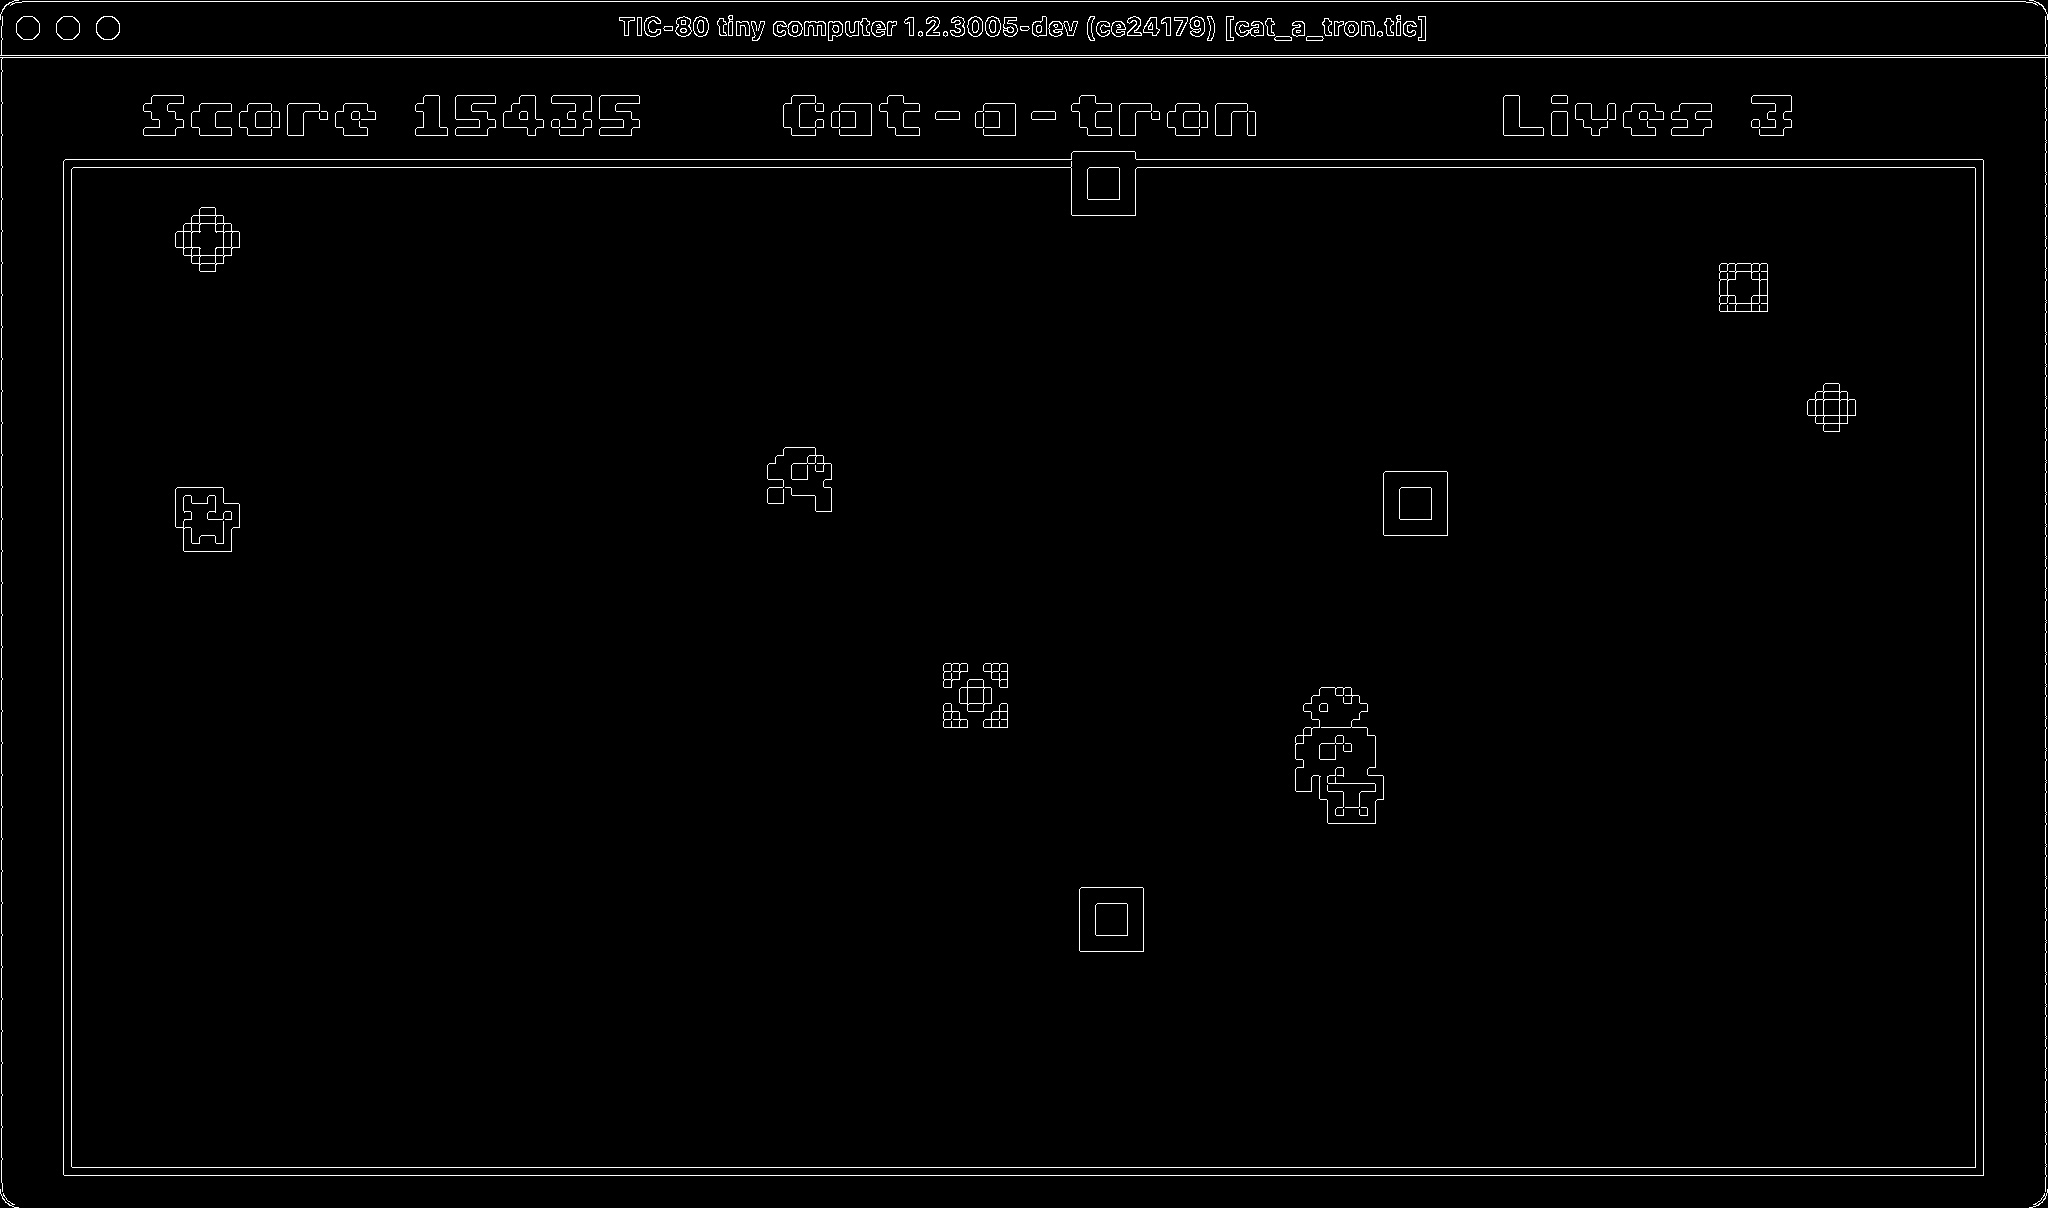 TIC-80 tiny computer 1.2.3005-dev (ce24179) [cat_a_tron.tic]
Score 15435 Cat-a-tron Lives 3